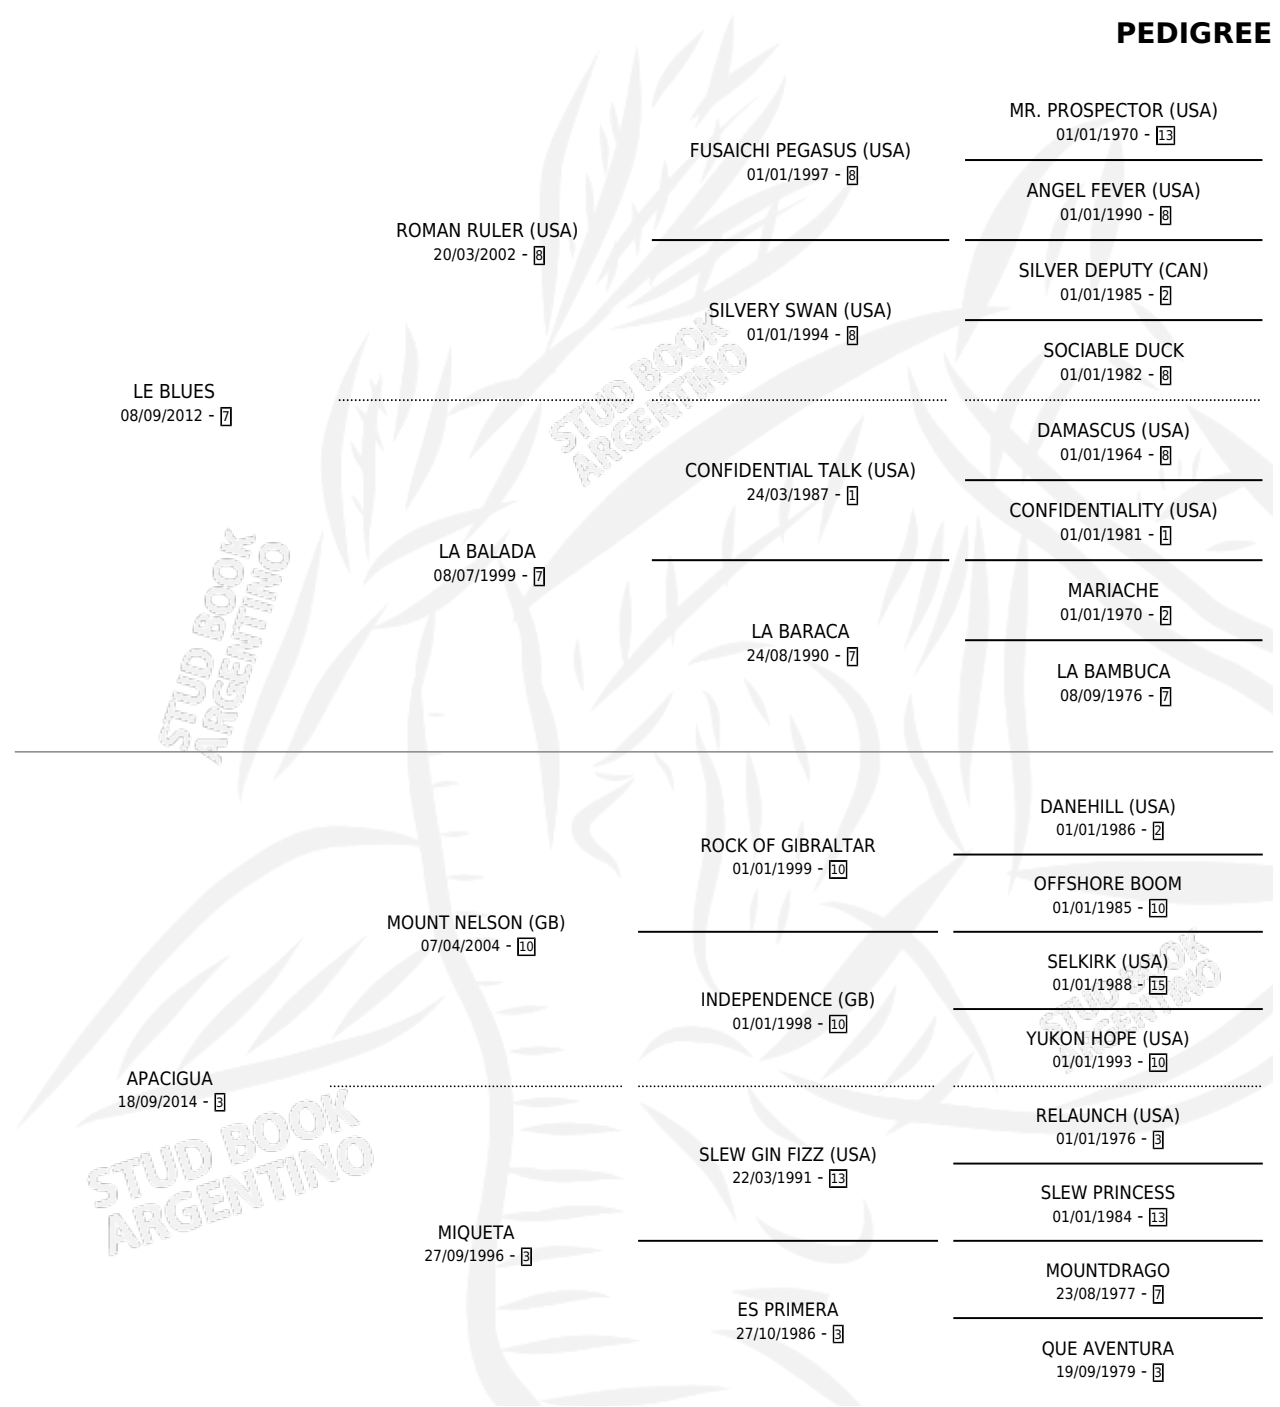 PEDIGREE
MR. PROSPECTOR (USA)
01/01/1970 - 13
FUSAICHI PEGASUS (USA)
01/01/1997 - 8
ANGEL FEVER (USA)
01/01/1990 - 8
ROMAN RULER (USA)
20/03/2002 - 8
SILVER DEPUTY (CAN)
01/01/1985 - 2
SILVERY SWAN (USA)
01/01/1994 - 8
SOCIABLE DUCK
01/01/1982 - 8
LE BLUES
08/09/2012 - 7
STUD BOOK
ARGENTINO
DAMASCUS (USA)
01/01/1964 - 8
CONFIDENTIAL TALK (USA)
24/03/1987 - 1
CONFIDENTIALITY (USA)
01/01/1981 - 1
LA BALADA
08/07/1999 - 7
MARIACHE
01/01/1970 - 2
LA BARACA
24/08/1990 - 7
LA BAMBUCA
08/09/1976 - 7
STUD BOOK
ARGENTINO
DANEHILL (USA)
01/01/1986 - 2
ROCK OF GIBRALTAR
01/01/1999 - 10
OFFSHORE BOOM
01/01/1985 - 10
MOUNT NELSON (GB)
07/04/2004 - 10
SELKIRK (USA)
01/01/1988 - 15
INDEPENDENCE (GB)
01/01/1998 - 10
STUD BOOK
ARGENTINO
YUKON HOPE (USA)
01/01/1993 - 10
APACIGUA
18/09/2014 - 3
STUD BOOK
ARGENTINO
RELAUNCH (USA)
01/01/1976 - 3
SLEW GIN FIZZ (USA)
22/03/1991 - 13
SLEW PRINCESS
01/01/1984 - 13
MIQUETA
27/09/1996 - 3
MOUNTDRAGO
23/08/1977 - 7
ES PRIMERA
27/10/1986 - 3
QUE AVENTURA
19/09/1979 - 3